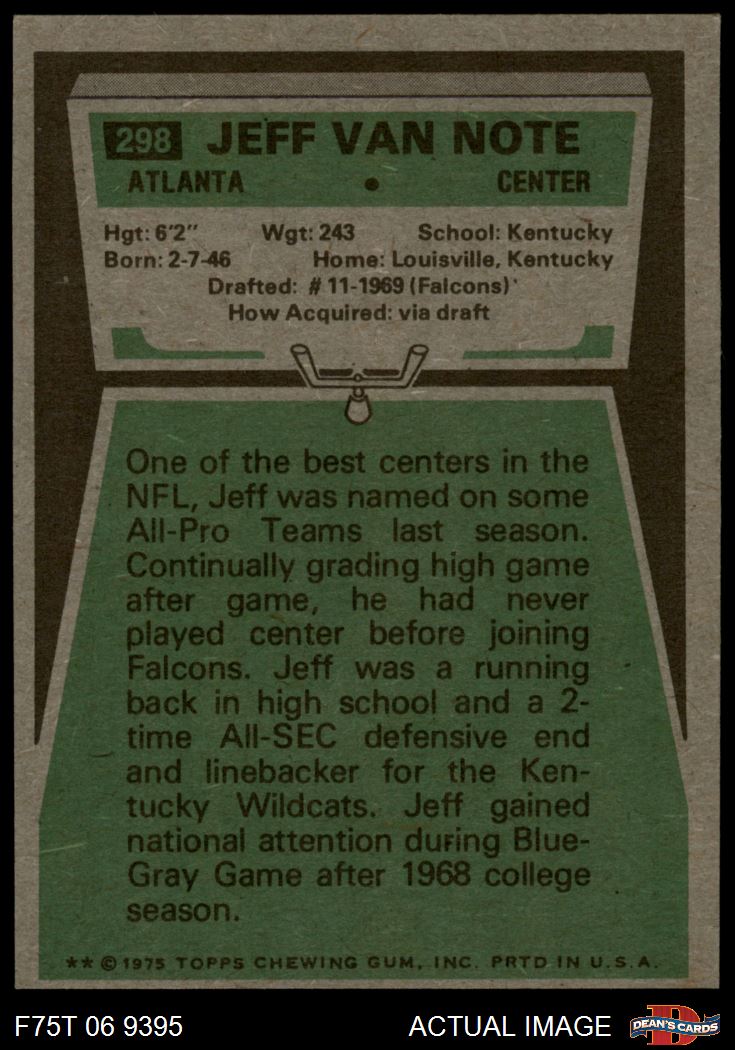 298 JEFF VAN NOTE
ATLANTA • CENTER
Hgt: 6'2" Wgt: 243 School: Kentucky
Born: 2-7-46 Home: Louisville, Kentucky
Drafted: #11-1969 (Falcons)
How Acquired: via draft
One of the best centers in the
NFL, Jeff was named on some
All-Pro Teams last season.
Continually grading high game
after game, he had never
played center before joining
Falcons. Jeff was a running
back in high school and a 2-
time All-SEC defensive end
and linebacker for the Ken-
tucky Wildcats. Jeff gained
national attention during Blue-
Gray Game after 1968 college
season.
** ©1975 TOPPS CHEWING GUM, INC. PRTD IN U.S.A.
F75T 06 9395 ACTUAL IMAGE D DEAN'S CARDS